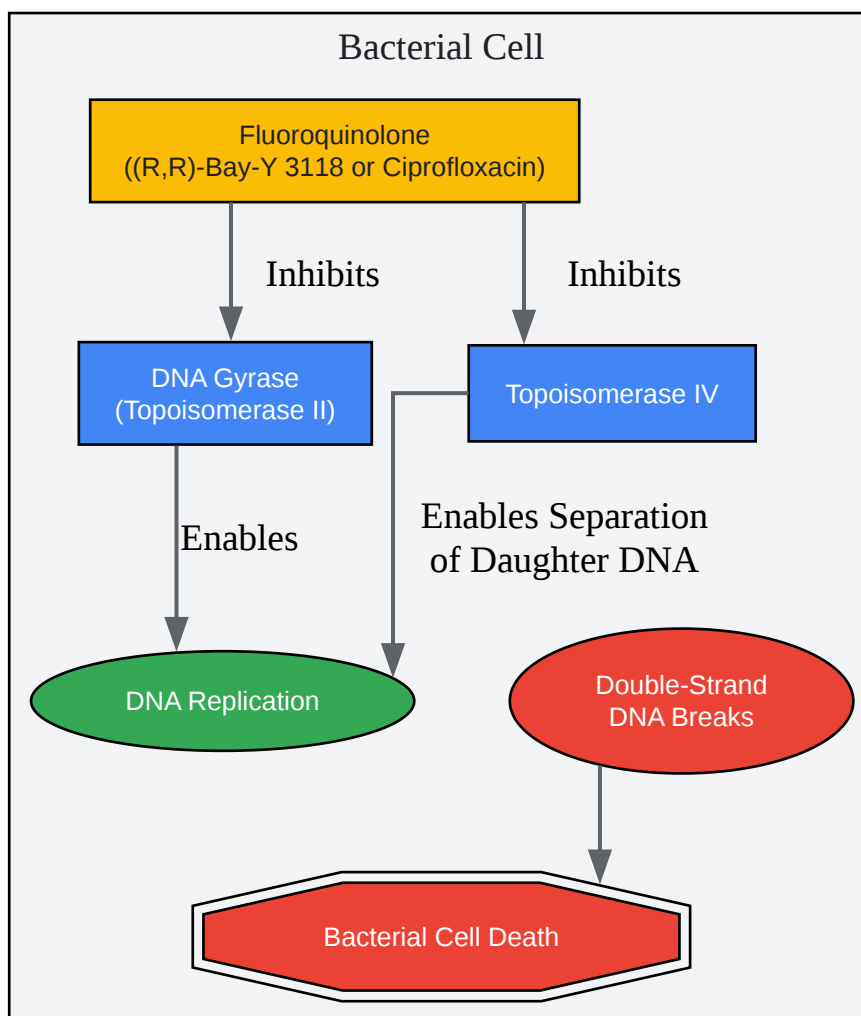 Bacterial Cell
Fluoroquinolone
((R,R)-Bay-Y 3118 or Ciprofloxacin)
Inhibits
Inhibits
DNA Gyrase
(Topoisomerase II)
Topoisomerase IV
Enables
Enables Separation
of Daughter DNA
DNA Replication
Double-Strand
DNA Breaks
Bacterial Cell Death